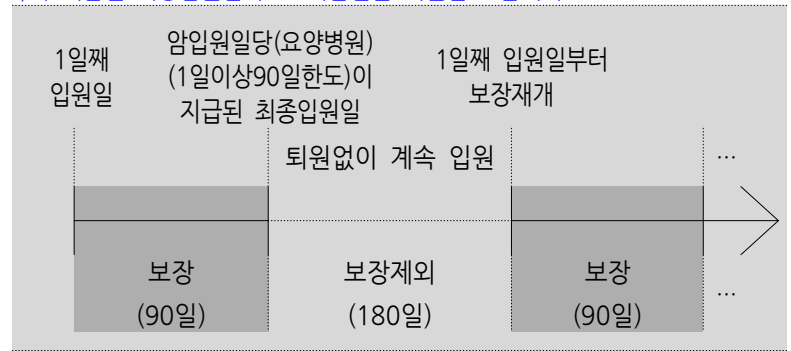 1일째
입원일
암입원일당(요양병원)
(1일이상90일한도)이
지급된 최종입원일
1일째 입원일부터
보장재개
퇴원없이 계속 입원
…
보장
(90일)
보장제외
(180일)
보장
(90일)
…